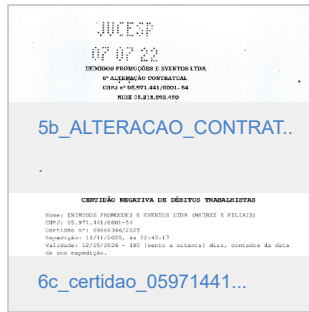 JUCESP
07 07 22
INIMIGOS PROMOÇÕES E EVENTOS LTDA
6ª ALTERAÇÃO CONTRATUAL
CNPJ nº 05.971.441/0001-54
NIRE 35.218.592.450
5b_ALTERACAO_CONTRAT..
CERTIDÃO NEGATIVA DE DÉBITOS TRABALHISTAS
Nome: INIMIGOS PROMOCOES E EVENTOS LTDA (MATRIZ E FILIAIS)
CNPJ: 05.971.441/0001-54
Certidão nº: 69666366/2025
Expedição: 13/11/2025, às 22:45:17
Validade: 12/05/2026 - 180 (cento e oitenta) dias, contados da data
de sua expedição.
6c_certidao_05971441...